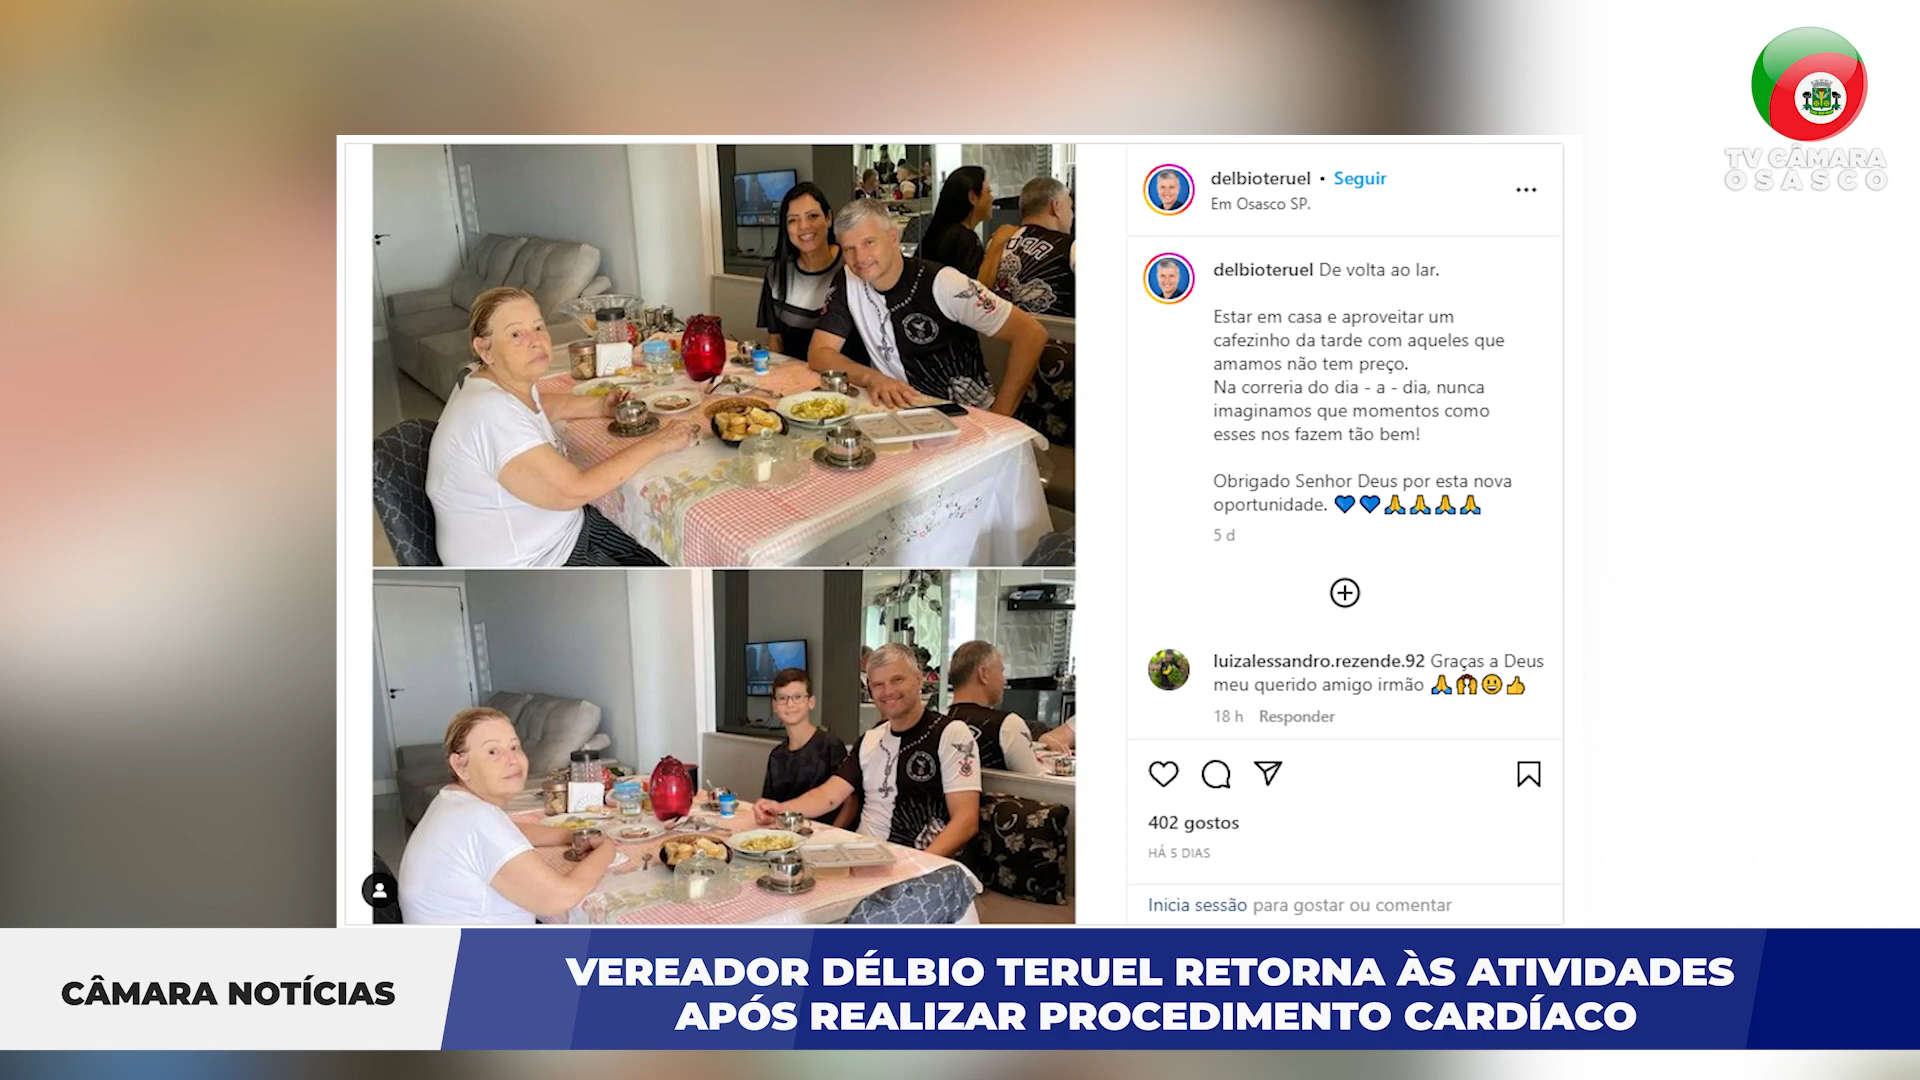 TV CÂMARA
OSASCO
delbioteruel • Seguir
Em Osasco SP.
delbioteruel De volta ao lar.
Estar em casa e aproveitar um
cafezinho da tarde com aqueles que
amamos não tem preço.
Na correria do dia - a - dia, nunca
imaginamos que momentos como
esses nos fazem tão bem!
Obrigado Senhor Deus por esta nova
oportunidade. 💙💙🙏🙏🙏🙏
5 d
luizalessandro.rezende.92 Graças a Deus
meu querido amigo irmão 🙏🙌😃👍
18 h Responder
402 gostos
HÁ 5 DIAS
Inicia sessão para gostar ou comentar
CÂMARA NOTÍCIAS
VEREADOR DÉLBIO TERUEL RETORNA ÀS ATIVIDADES
APÓS REALIZAR PROCEDIMENTO CARDÍACO